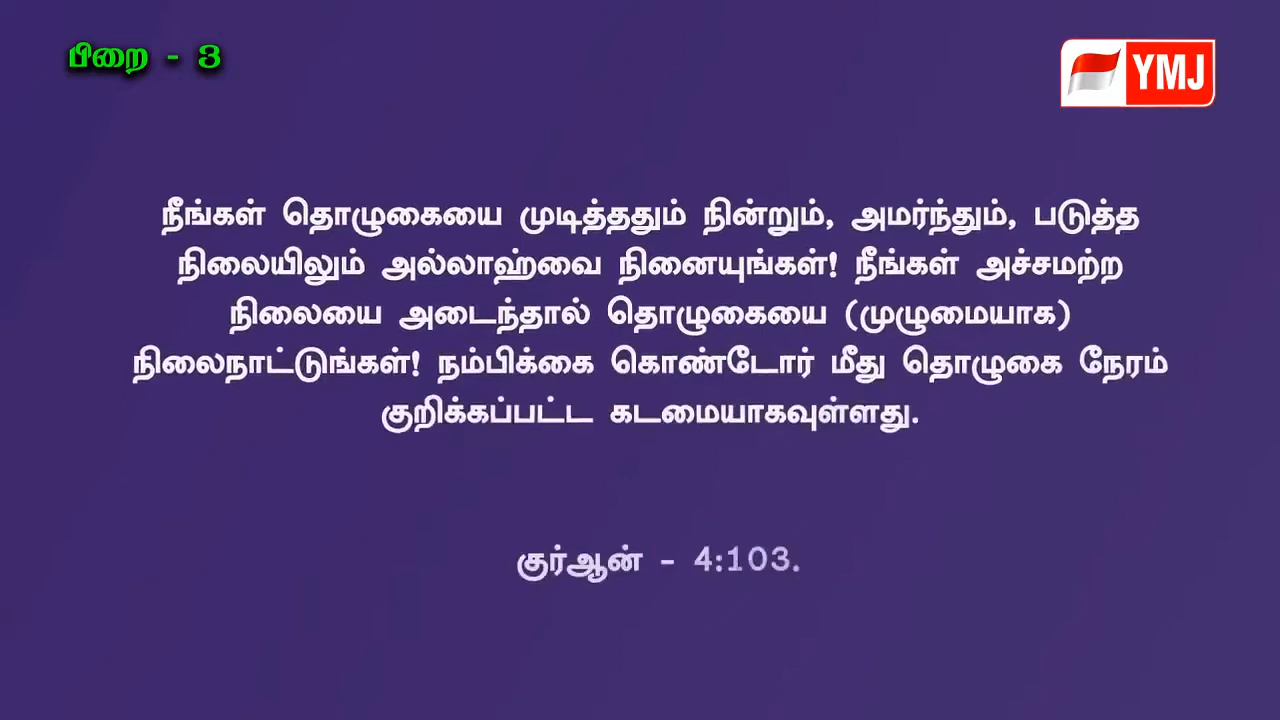 பிறை - 3
YMJ
நீங்கள் தொழுகையை முடித்ததும் நின்றும், அமர்ந்தும், படுத்த
நிலையிலும் அல்லாஹ்வை நினையுங்கள்! நீங்கள் அச்சமற்ற
நிலையை அடைந்தால் தொழுகையை (முழுமையாக)
நிலைநாட்டுங்கள்! நம்பிக்கை கொண்டோர் மீது தொழுகை நேரம்
குறிக்கப்பட்ட கடமையாகவுள்ளது.
குர்ஆன் - 4:103.